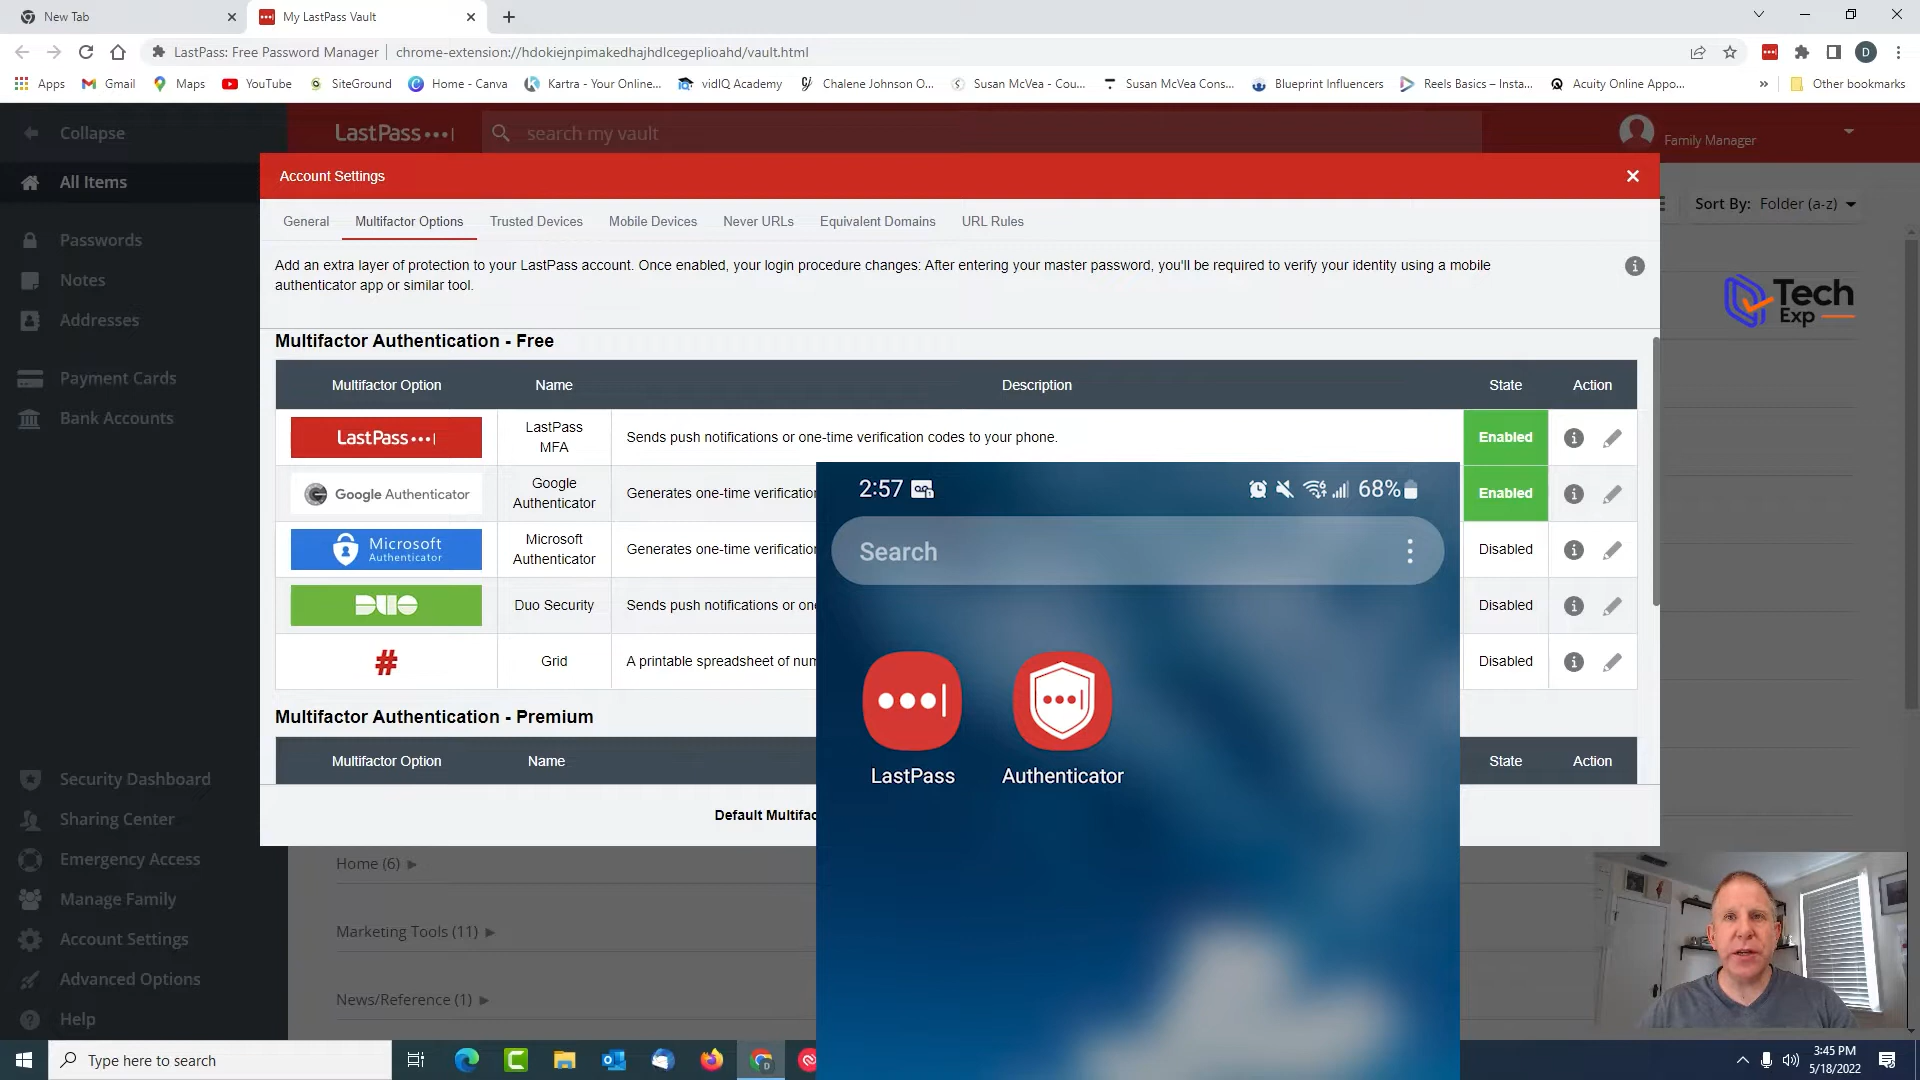 New Tab
My LastPass Vault
LastPass: Free Password Manager
chrome-extension://hdokiejnpimakedhajhdlcegeplioahd/vault.html
D
Apps
Gmail
Maps
YouTube
SiteGround
Home - Canva
Kartra - Your Online...
vidIQ Academy
Chalene Johnson O...
Susan McVea - Cou...
Susan McVea Cons...
Blueprint Influencers
Reels Basics – Insta...
Acuity Online Appo...
»
Other bookmarks
Collapse
LastPass
search my vault
Family Manager
All Items
Sort By: Folder (a-z)
Passwords
Notes
Addresses
Payment Cards
Bank Accounts
Security Dashboard
Sharing Center
Emergency Access
Manage Family
Account Settings
Advanced Options
Help
Account Settings
General
Multifactor Options
Trusted Devices
Mobile Devices
Never URLs
Equivalent Domains
URL Rules
Add an extra layer of protection to your LastPass account. Once enabled, your login procedure changes: After entering your master password, you'll be required to verify your identity using a mobile
authenticator app or similar tool.
Tech
Exp
Multifactor Authentication - Free
Multifactor Option Name Description State Action
LastPass
LastPass
MFA
Sends push notifications or one-time verification codes to your phone.
Enabled
Google Authenticator
Google
Authenticator
Generates one-time verificatio
Enabled
Microsoft
Authenticator
Microsoft
Authenticator
Generates one-time verificatio
Disabled
DUO
Duo Security
Sends push notifications or on
Disabled
#
Grid
A printable spreadsheet of num
Disabled
Multifactor Authentication - Premium
Multifactor Option Name State Action
Default Multifac
2:57
68%
Search
LastPass
Authenticator
Home (6)
Marketing Tools (11)
News/Reference (1)
Type here to search
D
3:45 PM
5/18/2022